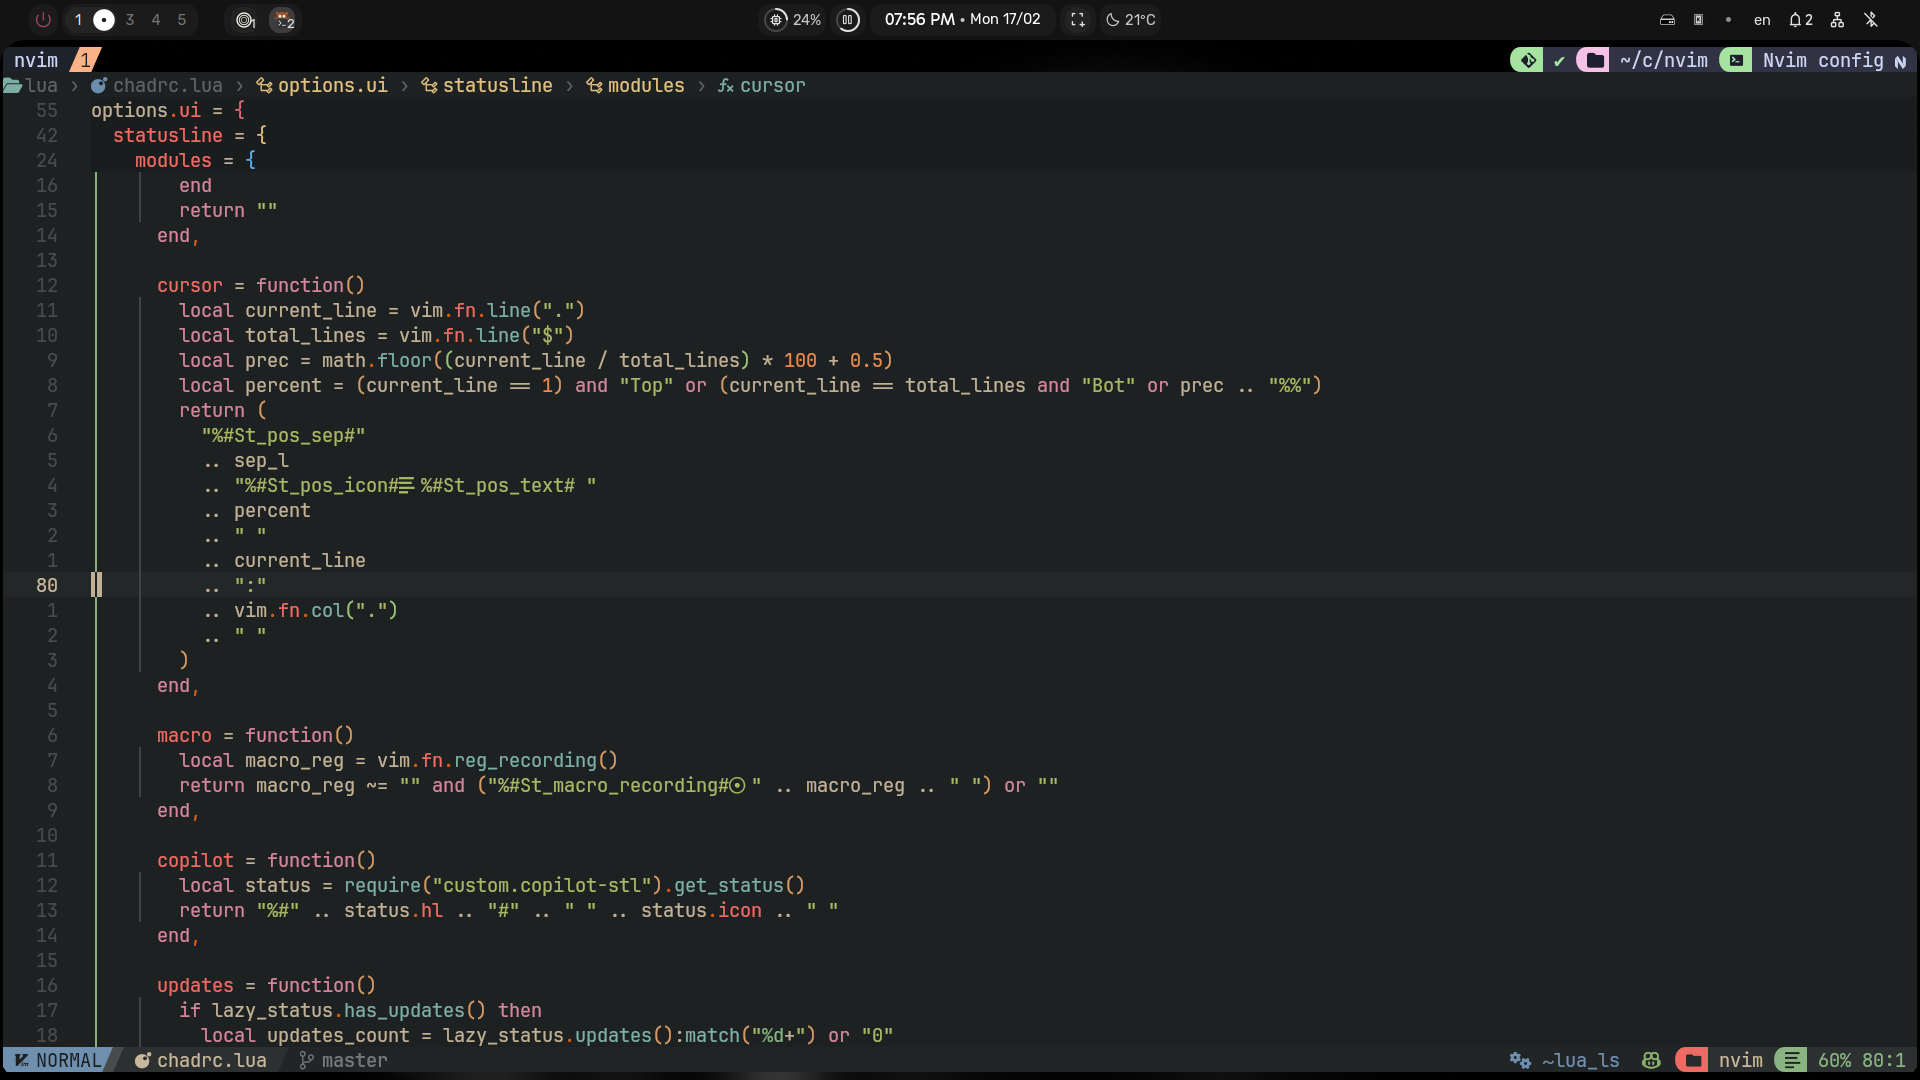 1 3 4 5 1 2 24% 07:56 PM • Mon 17/02 21°C en 2
nvim 1 ✔ ~/c/nvim Nvim config
lua › chadrc.lua › options.ui › statusline › modules › cursor
55 options.ui = {
42 statusline = {
24 modules = {
16 end
15 return ""
14 end,
13
12 cursor = function()
11 local current_line = vim.fn.line(".")
10 local total_lines = vim.fn.line("$")
9 local prec = math.floor((current_line / total_lines) * 100 + 0.5)
8 local percent = (current_line == 1) and "Top" or (current_line == total_lines and "Bot" or prec .. "%%")
7 return (
6 "%#St_pos_sep#"
5 .. sep_l
4 .. "%#St_pos_icon# %#St_pos_text# "
3 .. percent
2 .. " "
1 .. current_line
80 .. ":"
1 .. vim.fn.col(".")
2 .. " "
3 )
4 end,
5
6 macro = function()
7 local macro_reg = vim.fn.reg_recording()
8 return macro_reg ~= "" and ("%#St_macro_recording# " .. macro_reg .. " ") or ""
9 end,
10
11 copilot = function()
12 local status = require("custom.copilot-stl").get_status()
13 return "%#" .. status.hl .. "#" .. " " .. status.icon .. " "
14 end,
15
16 updates = function()
17 if lazy_status.has_updates() then
18 local updates_count = lazy_status.updates():match("%d+") or "0"
NORMAL chadrc.lua master ~lua_ls nvim 60% 80:1